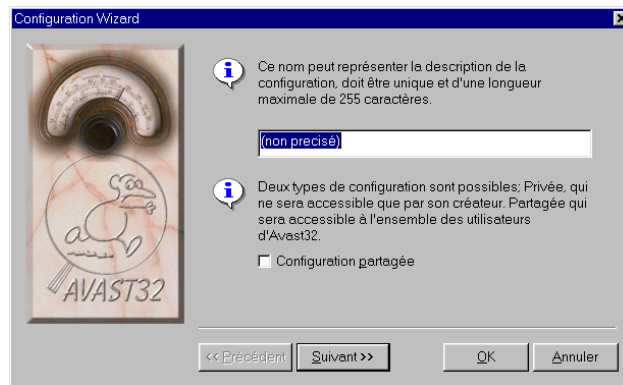 Configuration Wizard
Ce nom peut représenter la description de la
configuration, doit être unique et d'une longueur
maximale de 255 caractères.
(non precisé)
Deux types de configuration sont possibles; Privée, qui
ne sera accessible que par son créateur. Partagée qui
sera accessible à l'ensemble des utilisateurs
d'Avast32.
Configuration partagée
AVAST32
<< Précédent
Suivant >>
OK
Annuler